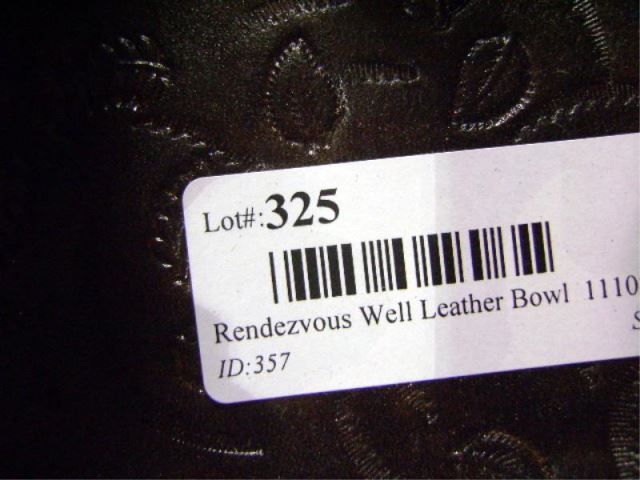 Lot#:325
Rendezvous Well Leather Bowl 1110
ID:357